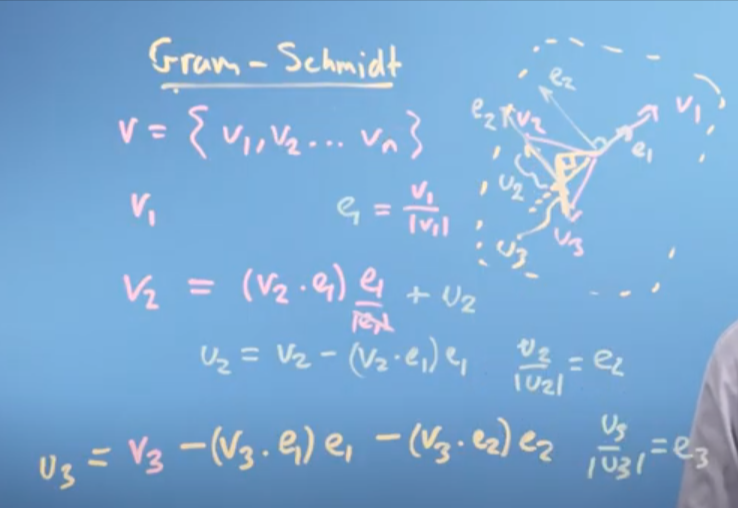 Gram - Schmidt
V = { v₁, v₂ ... vₙ }
v₁ e₁ = v₁/|v₁|
v₂ = (v₂ · e₁) e₁/|e₁| + u₂
u₂ = v₂ - (v₂ · e₁) e₁ u₂/|u₂| = e₂
u₃ = v₃ - (v₃ · e₁) e₁ - (v₃ · e₂) e₂ u₃/|u₃| = e₃
e₂
v₁
e₂ v₂
e₁
u₂
u₃ v₃